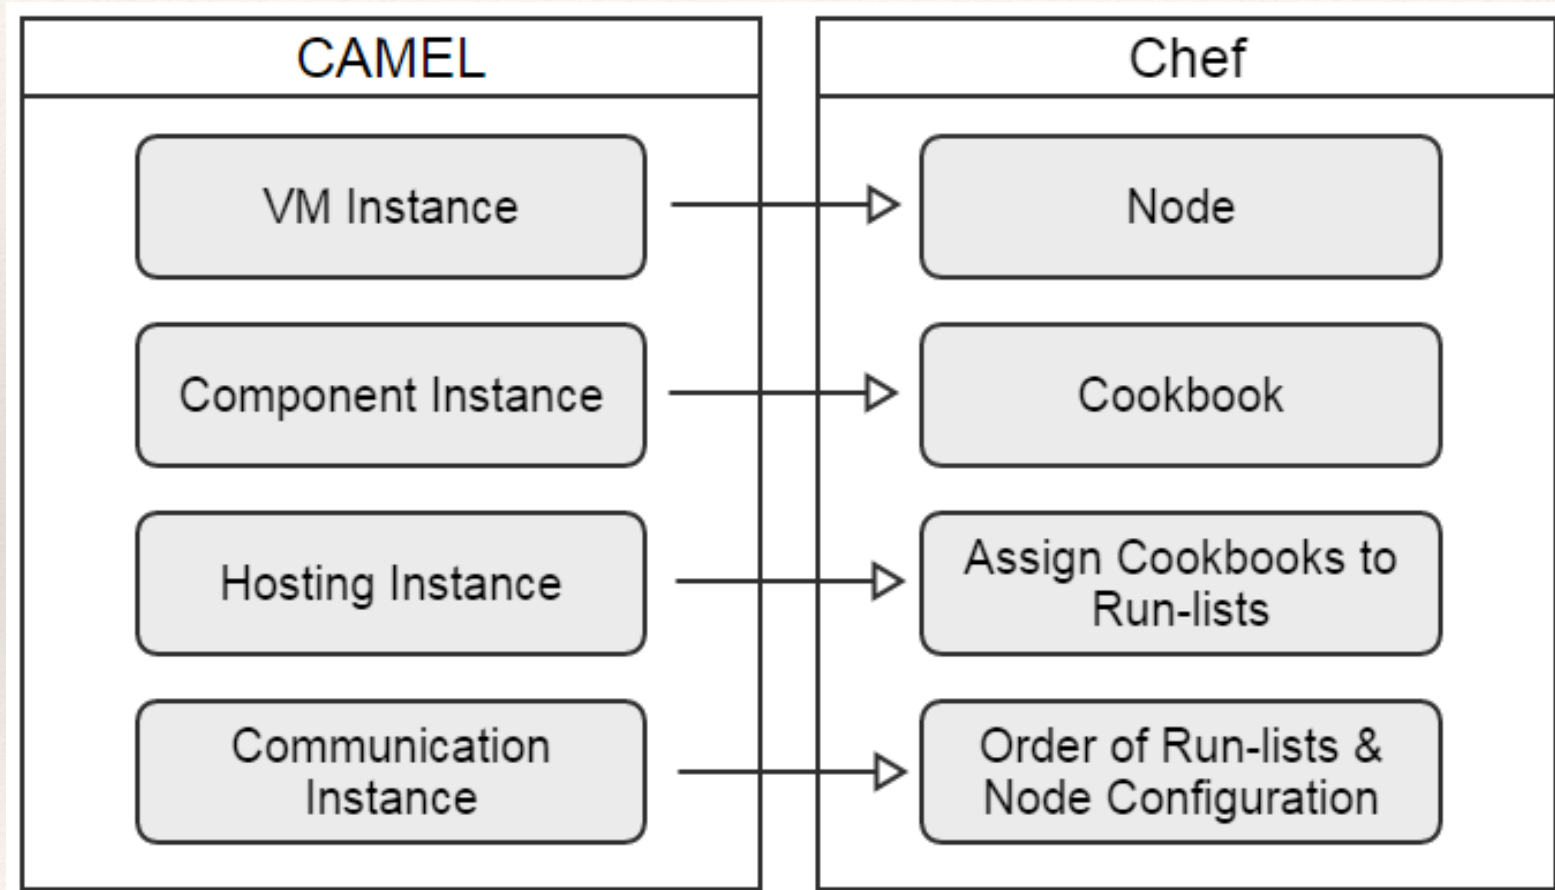 CAMEL
VM Instance
Component Instance
Hosting Instance
Communication
Instance
Chef
Node
Cookbook
Assign Cookbooks to
Run-lists
Order of Run-lists &
Node Configuration